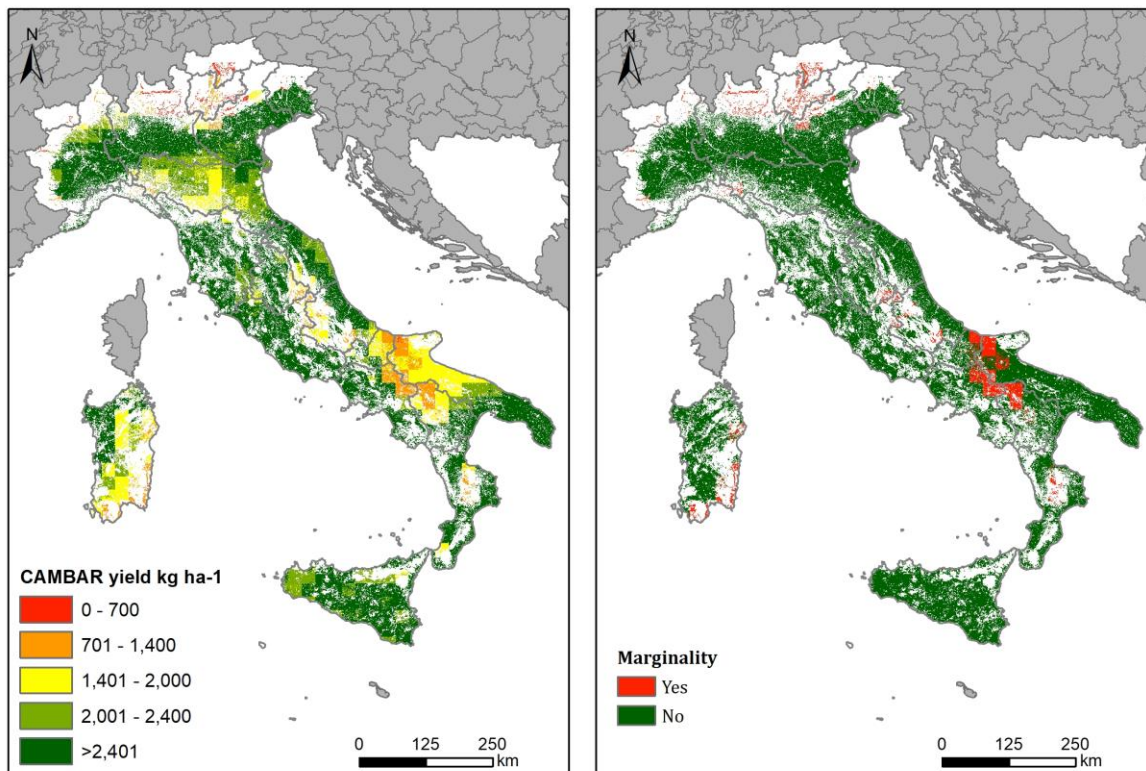 N
CAMBAR yield kg ha-1
0 - 700
701 - 1,400
1,401 - 2,000
2,001 - 2,400
>2,401
0 125 250
km
N
Marginality
Yes
No
0 125 250
km